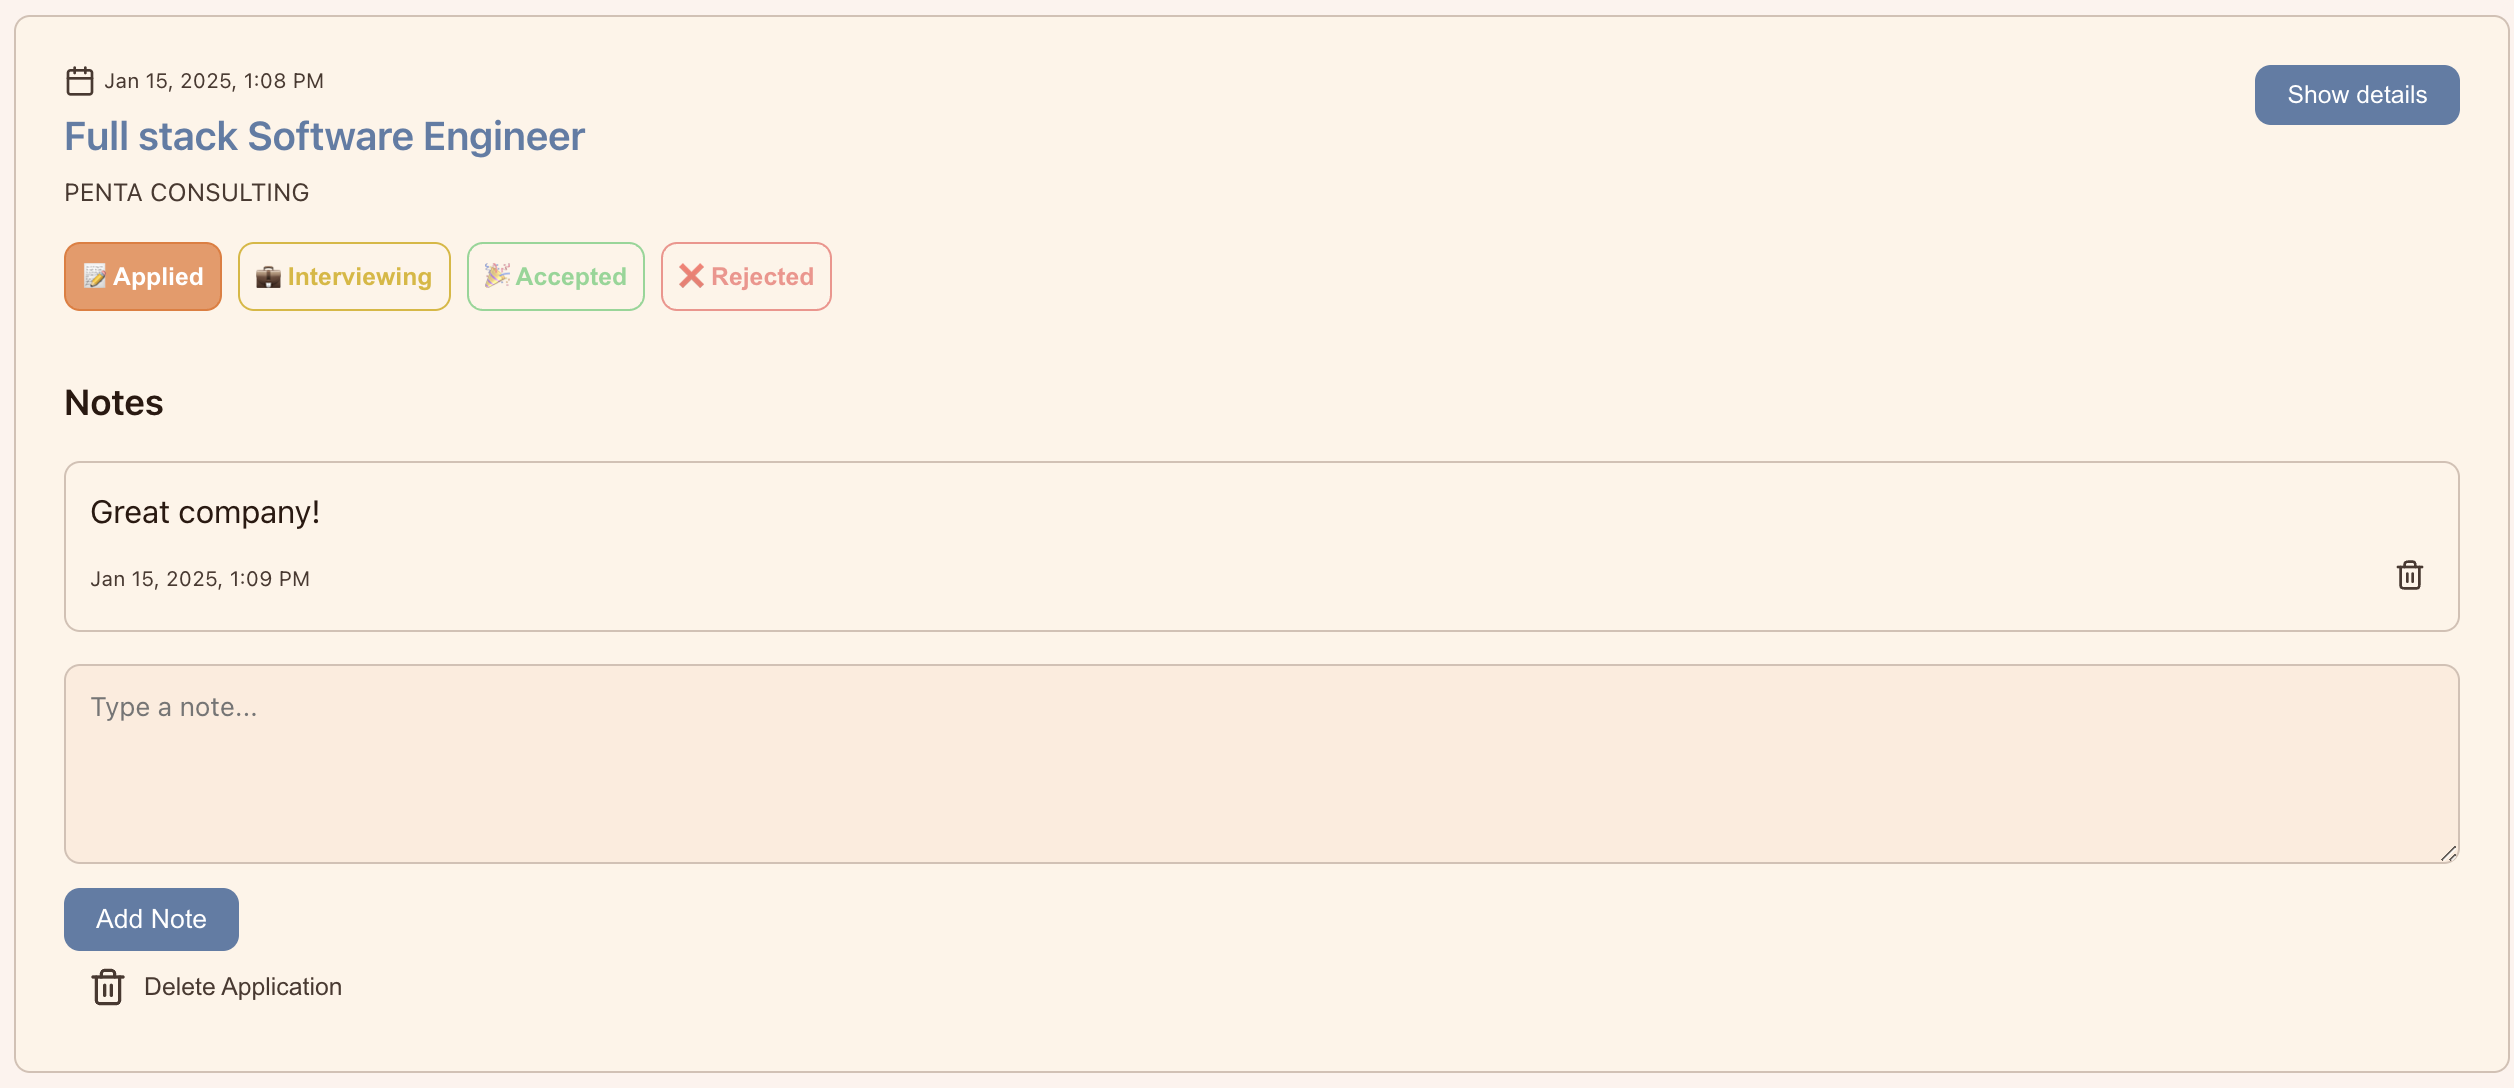 Jan 15, 2025, 1:08 PM
Show details
Full stack Software Engineer
PENTA CONSULTING
📝 Applied 💼 Interviewing 🎉 Accepted ❌ Rejected
Notes
Great company!
Jan 15, 2025, 1:09 PM
Type a note...
Add Note
Delete Application